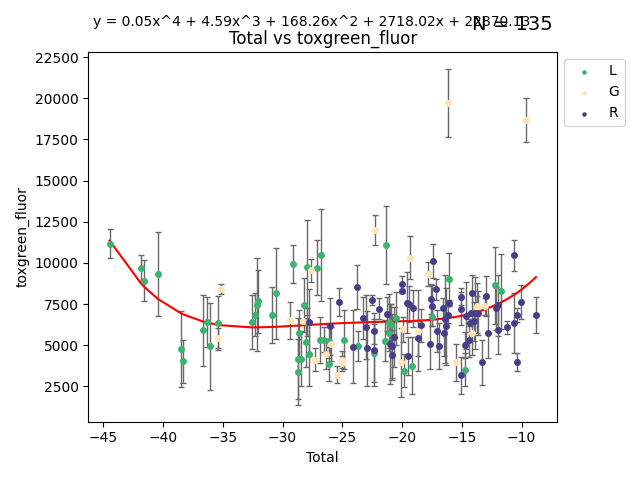 y = 0.05x^4 + 4.59x^3 + 168.26x^2 + 2718.02x +
N = 135
Total vs toxgreen_fluor
22500
20000
17500
15000
12500
10000
7500
5000
2500
toxgreen_fluor
−45 −40 −35 −30 −25 −20 −15 −10
Total
L
G
R